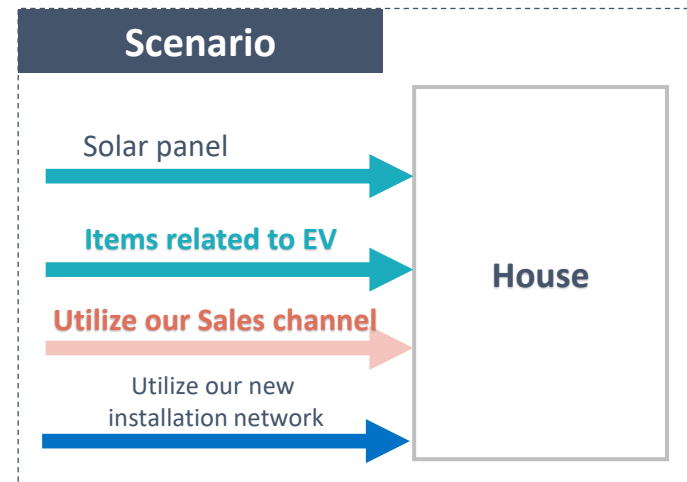 Scenario
Solar panel
Items related to EV
House
Utilize our Sales channel
Utilize our new
installation network